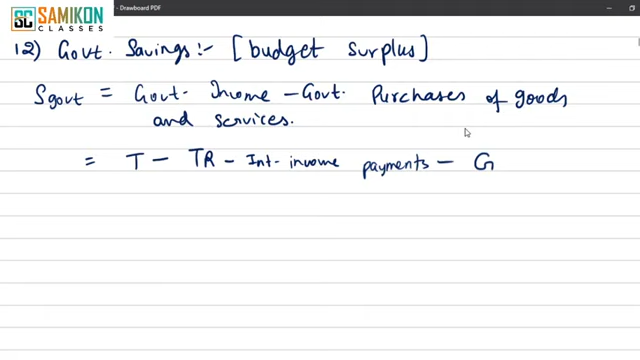 SC SAMIKON CLASSES
- Drawboard PDF
12) Govt. Savings :- [budget surplus]
Sgovt = Govt. Income - Govt. Purchases of goods
and services.
= T - TR - Int. income payments - G